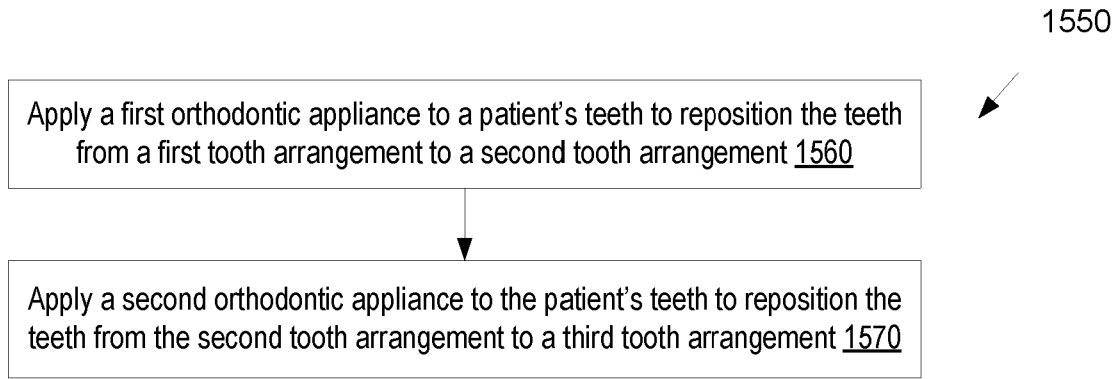 1550
Apply a first orthodontic appliance to a patient's teeth to reposition the teeth
from a first tooth arrangement to a second tooth arrangement 1560
Apply a second orthodontic appliance to the patient's teeth to reposition the
teeth from the second tooth arrangement to a third tooth arrangement 1570